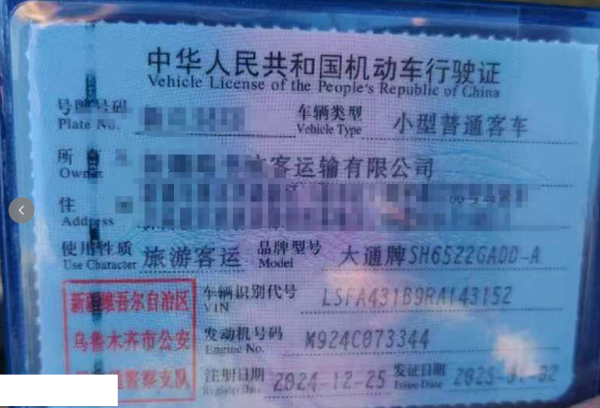 中华人民共和国机动车行驶证
Vehicle License of the People's Republic of China
号牌号码 Plate No. 车辆类型 Vehicle Type 小型普通客车
所 Owner 客运输有限公司
住 Address
使用性质 Use Character 旅游客运 品牌型号 Model 大通牌SH6522GADD-A
新疆维吾尔自治区 车辆识别代号 VIN LSFA431B9RA143152
乌鲁木齐市公安 发动机号码 Engine No. M924C073344
警察支队 注册日期 Register Date 2024-12-25 发证日期 Issue Date